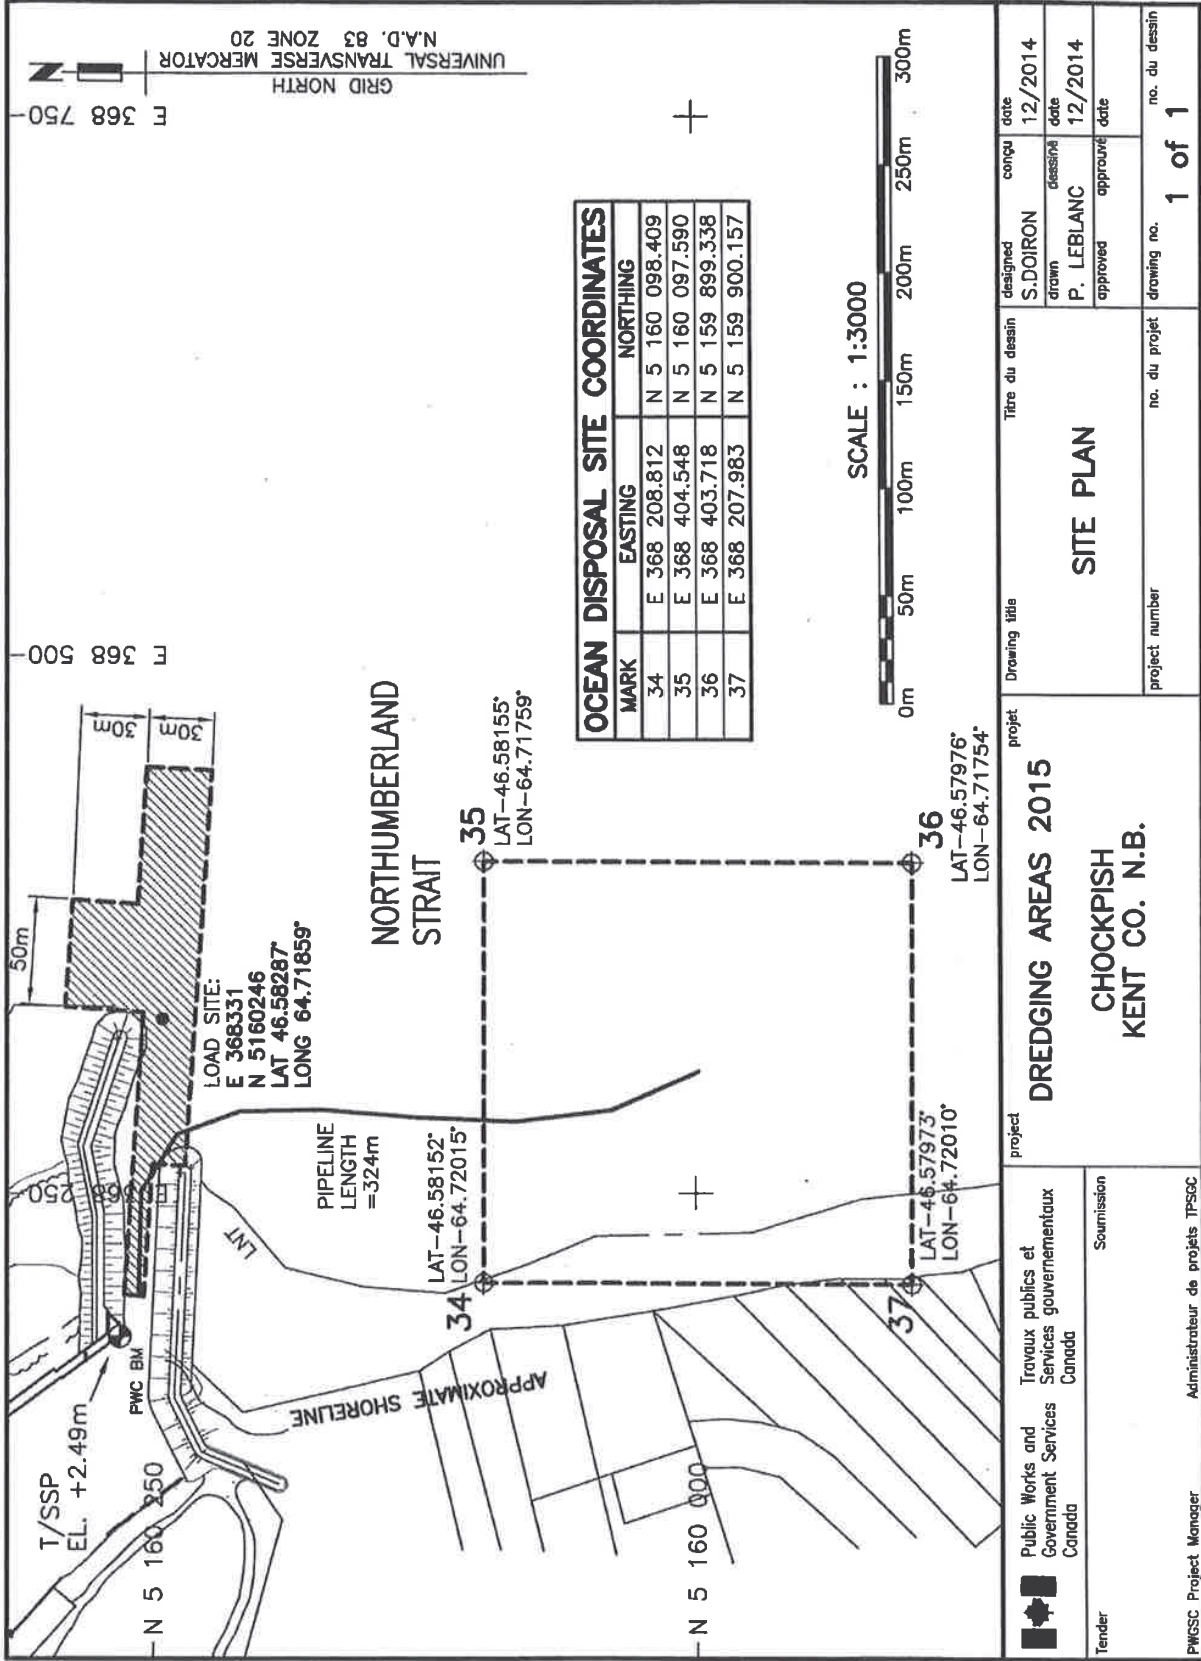 T/SSP
EL. +2.49m
PWC BM
N 5 160 250
N 5 160 000
E 368 250
E 368 500
E 368 750
50m
30m
30m
GRID NORTH
UNIVERSAL TRANSVERSE MERCATOR
N.A.D. 83 ZONE 20
N
LOAD SITE:
E 368331
N 5160246
LAT 46.58287°
LONG 64.71859°
LNT
PIPELINE
LENGTH
=324m
NORTHUMBERLAND
STRAIT
APPROXIMATE SHORELINE
34
LAT-46.58152°
LON-64.72015°
35
LAT-46.58155°
LON-64.71759°
36
LAT-46.57976°
LON-64.71754°
37
LAT-46.57973°
LON-64.72010°
OCEAN DISPOSAL SITE COORDINATES
MARK EASTING NORTHING
34 E 368 208.812 N 5 160 098.409
35 E 368 404.548 N 5 160 097.590
36 E 368 403.718 N 5 159 899.338
37 E 368 207.983 N 5 159 900.157
SCALE : 1:3000
0m 50m 100m 150m 200m 250m 300m
Public Works and
Government Services
Canada
Travaux publics et
Services gouvernementaux
Canada
Tender Soumission
PWGSC Project Manager Administrateur de projets TPSGC
project projet
DREDGING AREAS 2015
CHOCKPISH
KENT CO. N.B.
Drawing title Titre du dessin
SITE PLAN
project number no. du projet
designed conçu date
S.DOIRON 12/2014
drawn dessiné date
P. LEBLANC 12/2014
approved approuvé date
drawing no. no. du dessin
1 of 1